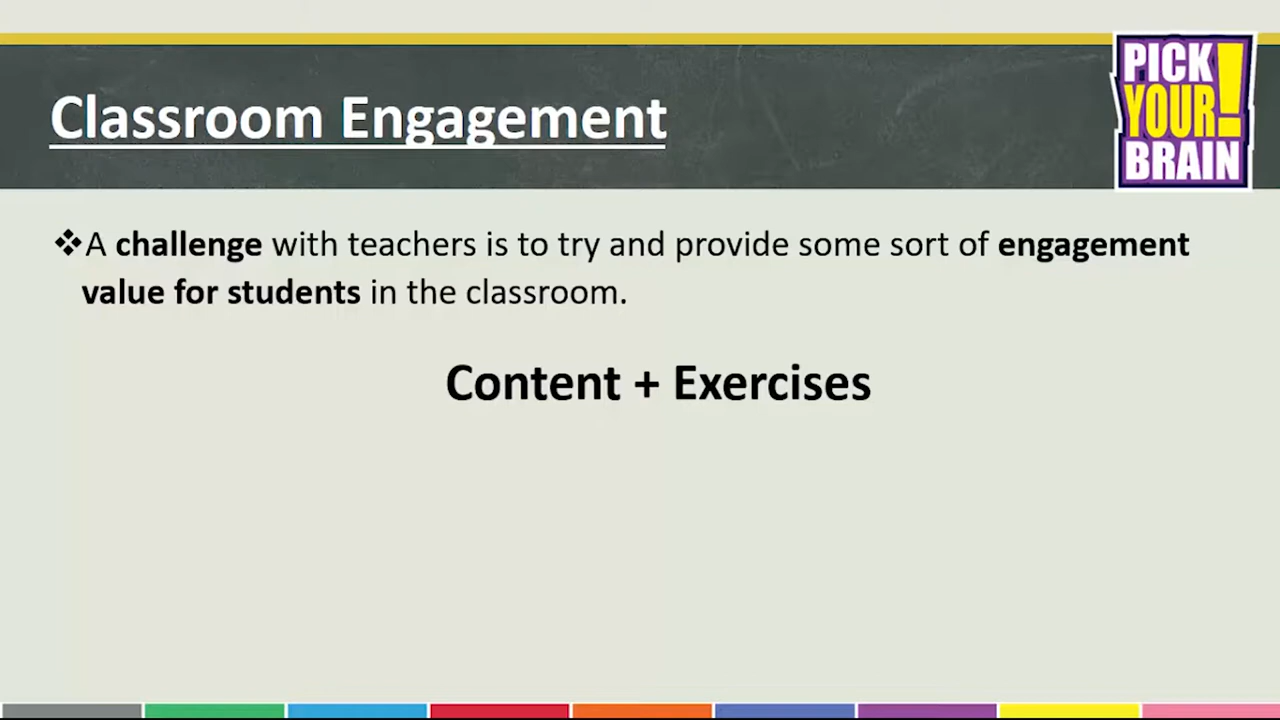 Classroom Engagement
PICK
YOUR!
BRAIN
❖A challenge with teachers is to try and provide some sort of engagement
value for students in the classroom.
Content + Exercises